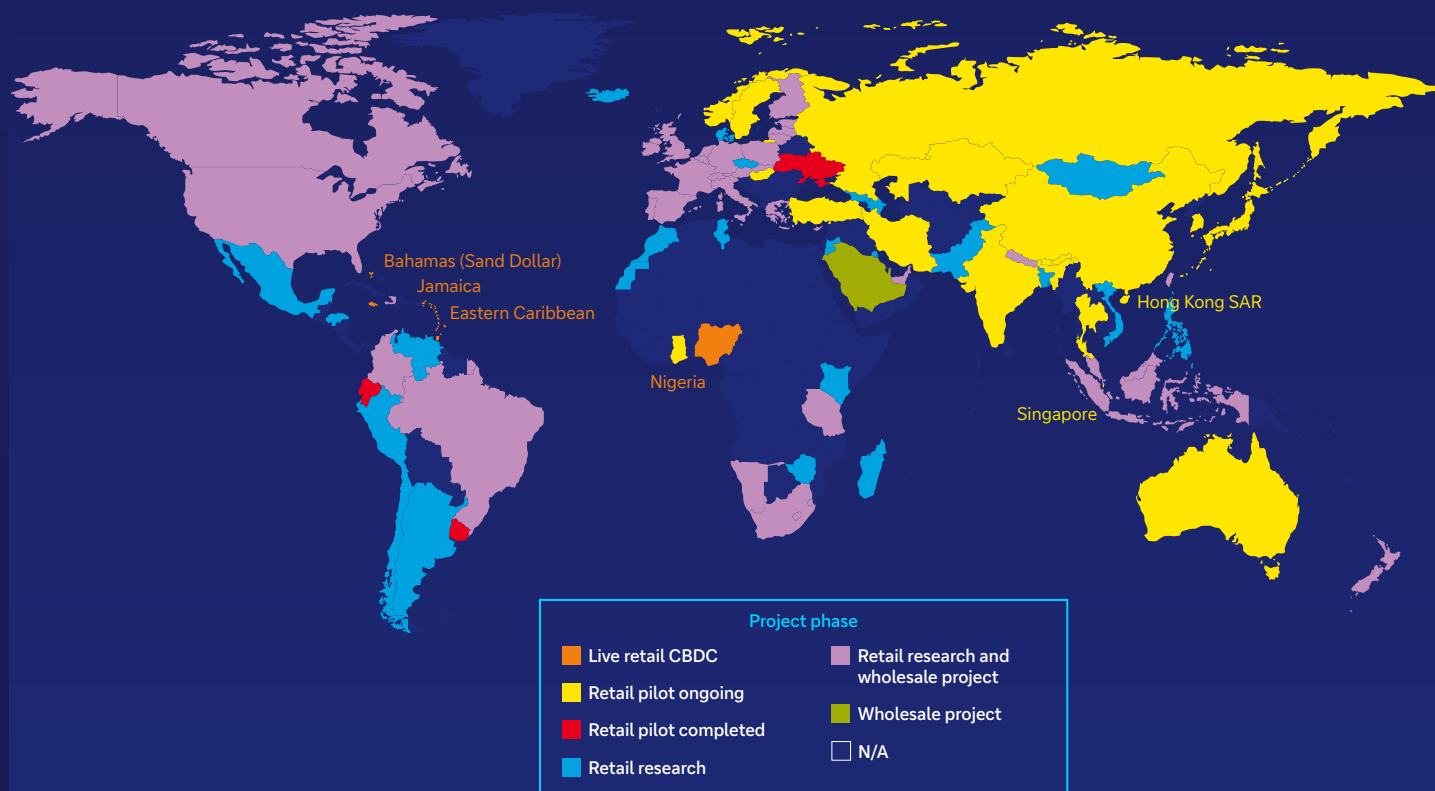 Bahamas (Sand Dollar)
Jamaica
Eastern Caribbean
Hong Kong SAR
Nigeria
Singapore
Project phase
Live retail CBDC
Retail pilot ongoing
Retail pilot completed
Retail research
Retail research and
wholesale project
Wholesale project
N/A